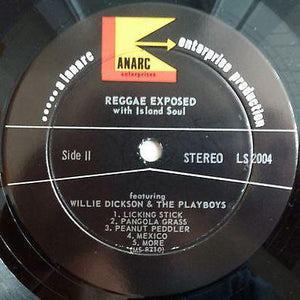 ...... a lanarc enterprise production
ANARC
enterprises
REGGAE EXPOSED
with Island Soul
Side II
STEREO LS 2004
featuring
WILLIE DICKSON & THE PLAYBOYS
1. LICKING STICK
2. PANGOLA GRASS
3. PEANUT PEDDLER
4. MEXICO
5. MORE